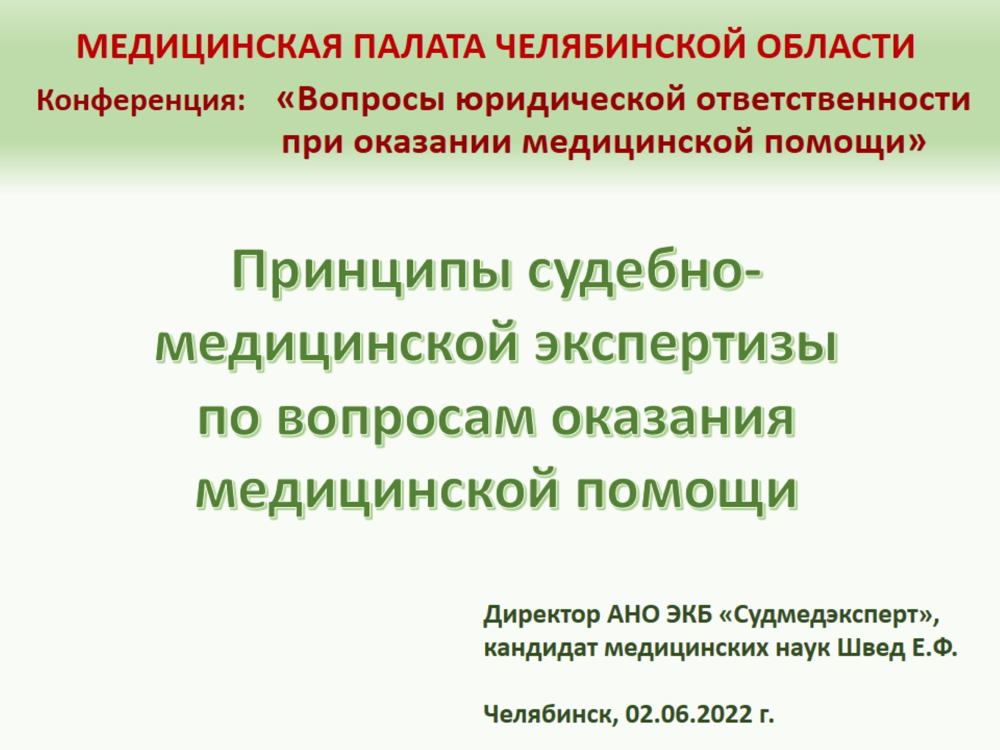 МЕДИЦИНСКАЯ ПАЛАТА ЧЕЛЯБИНСКОЙ ОБЛАСТИ
Конференция: «Вопросы юридической ответственности
при оказании медицинской помощи»
Принципы судебно-
медицинской экспертизы
по вопросам оказания
медицинской помощи
Директор АНО ЭКБ «Судмедэксперт»,
кандидат медицинских наук Швед Е.Ф.
Челябинск, 02.06.2022 г.